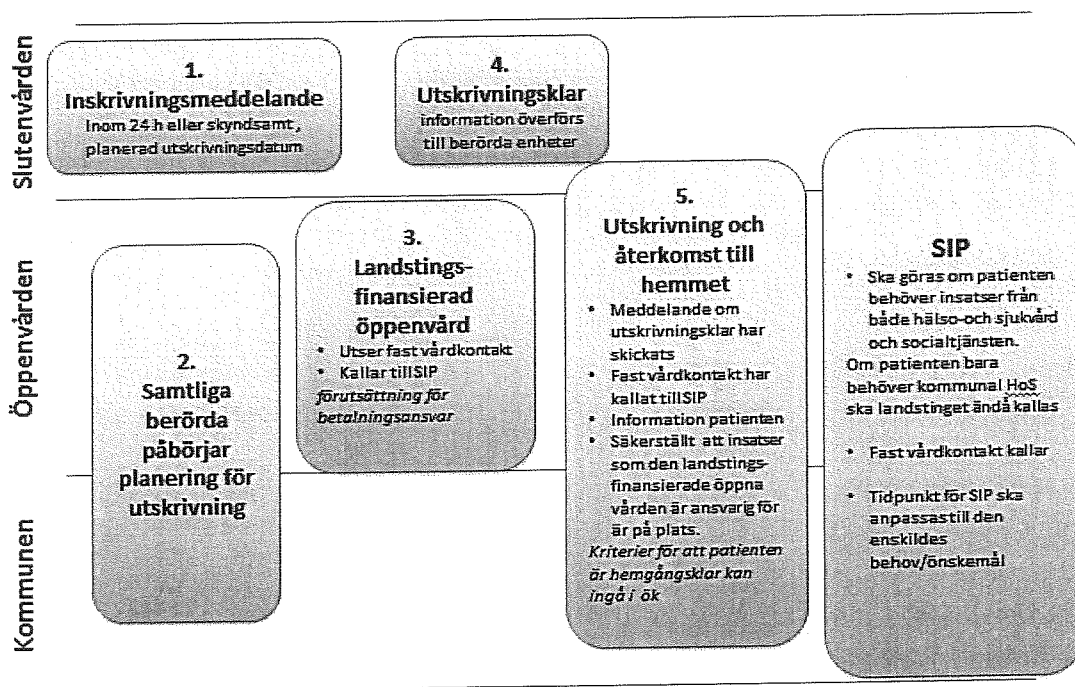 Slutenvården
1.
Inskrivningsmeddelande
Inom 24 h eller skyndsamt,
planerad utskrivningsdatum
4.
Utskrivningsklar
information överförs
till berörda enheter
Öppenvården
Kommunen
2.
Samtliga
berörda
påbörjar
planering för
utskrivning
3.
Landstings-
finansierad
öppenvård
• Utser fast vårdkontakt
• Kallar till SIP
förutsättning för
betalningsansvar
5.
Utskrivning och
återkomst till
hemmet
• Meddelande om
utskrivningsklar har
skickats
• Fast vårdkontakt har
kallat till SIP
• Information patienten
• Säkerställt att insatser
som den landstings-
finansierade öppna
vården är ansvarig för
är på plats.
Kriterier för att patienten
är hemgångsklar kan
ingå i ök
SIP
• Ska göras om patienten
behöver insatser från
både hälso-och sjukvård
och socialtjänsten.
Om patienten bara
behöver kommunal HoS
ska landstinget ändå kallas
• Fast vårdkontakt kallar
• Tidpunkt för SIP ska
anpassas till den
enskildes
behov/önskemål